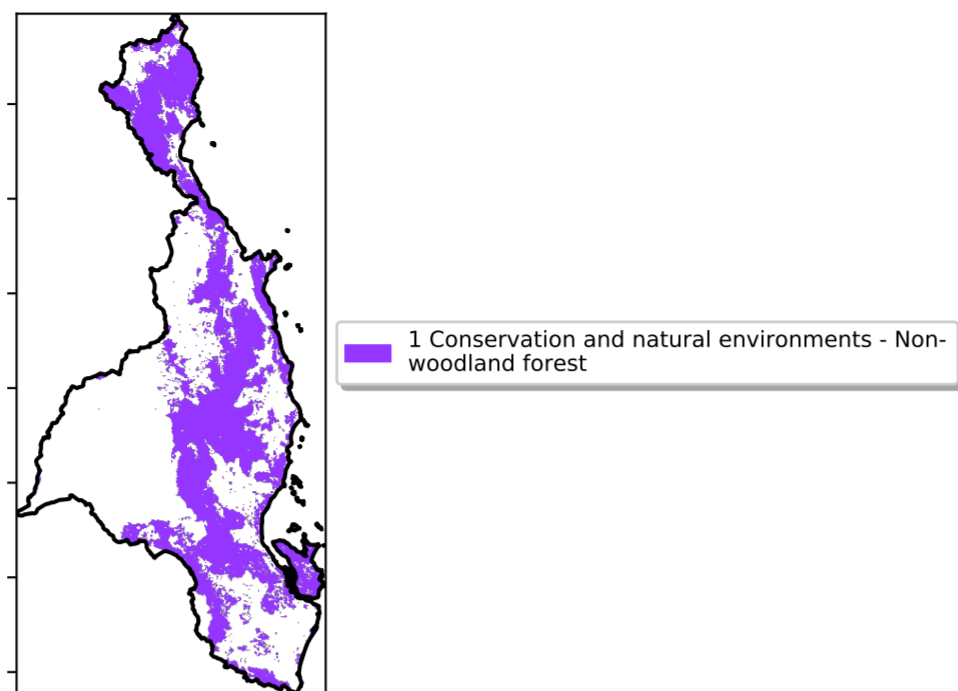 1 Conservation and natural environments - Non-
woodland forest